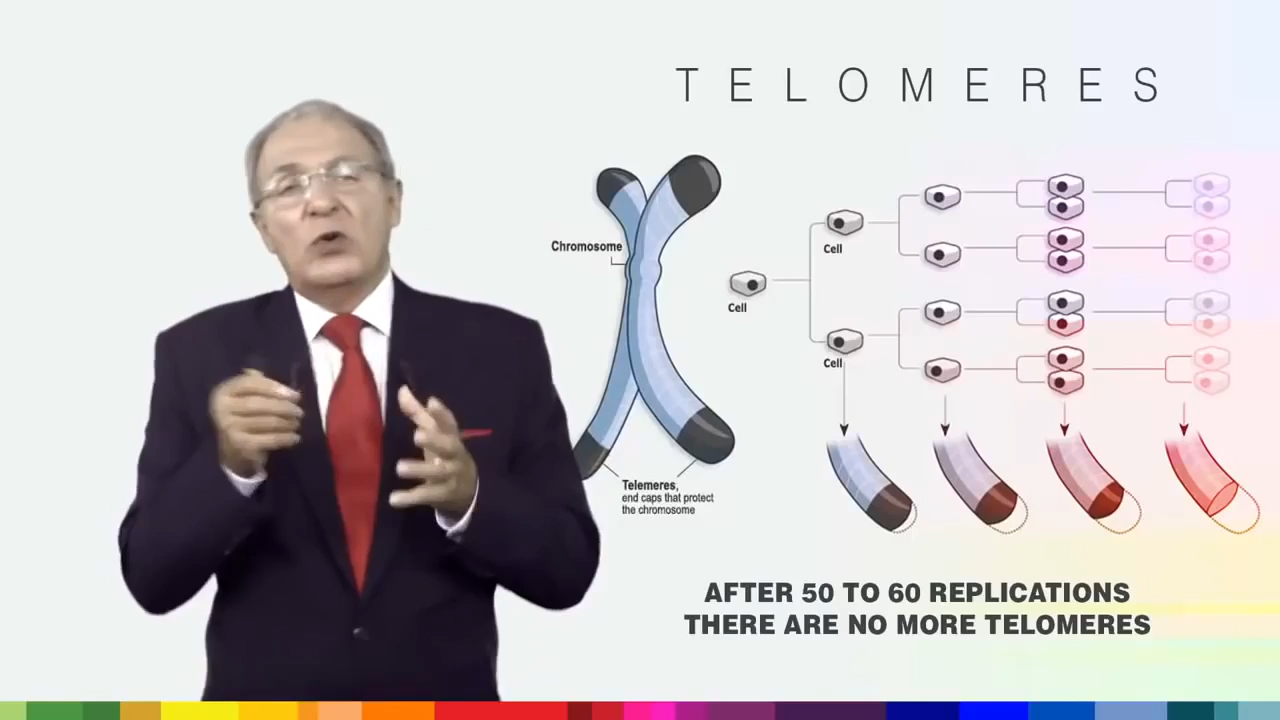 TELOMERES
Chromosome
Cell
Cell
Cell
Telemeres,
end caps that protect
the chromosome
AFTER 50 TO 60 REPLICATIONS
THERE ARE NO MORE TELOMERES